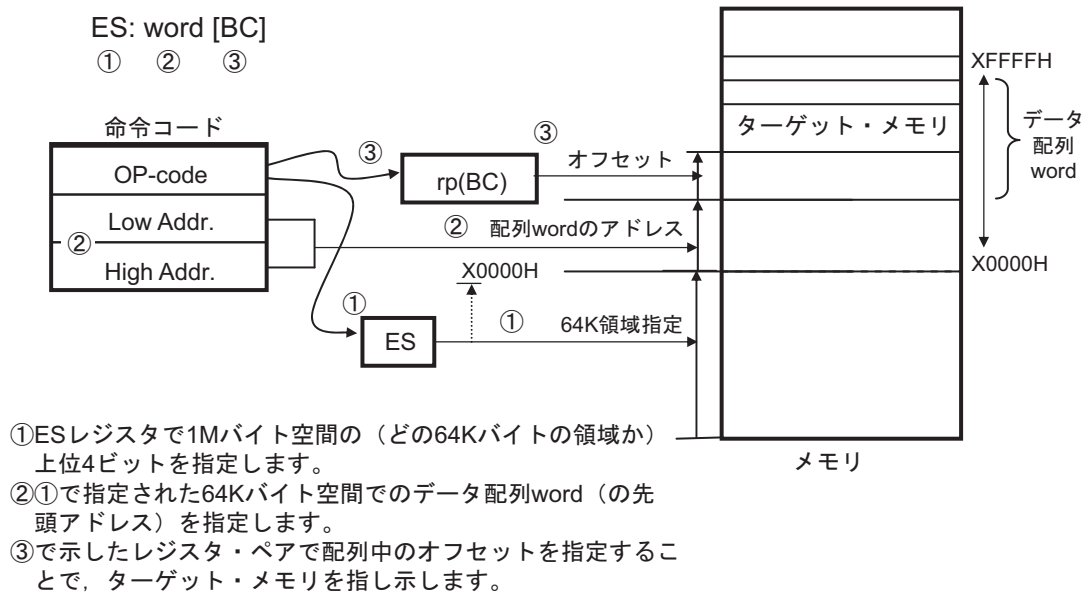 ES: word [BC]
① ② ③
命令コード
OP-code
Low Addr.
②
High Addr.
③
rp(BC)
③
オフセット
② 配列wordのアドレス
X0000H
①
ES
①
64K領域指定
ターゲット・メモリ
XFFFFH
データ
配列
word
X0000H
メモリ
①ESレジスタで1Mバイト空間の（どの64Kバイトの領域か）
上位4ビットを指定します。
②①で指定された64Kバイト空間でのデータ配列word（の先
頭アドレス）を指定します。
③で示したレジスタ・ペアで配列中のオフセットを指定するこ
とで，ターゲット・メモリを指し示します。